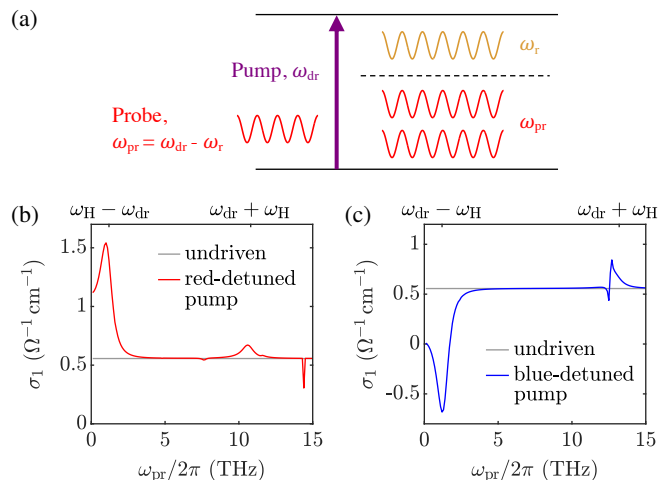 (a)
Pump, ω_dr
ω_r
Probe,
ω_pr = ω_dr - ω_r
ω_pr
(b)
ω_H − ω_dr
ω_dr + ω_H
1.5
1
0.5
0
σ_1 (Ω^−1 cm^−1)
undriven
red-detuned
pump
0
5
10
15
ω_pr/2π (THz)
(c)
ω_dr − ω_H
ω_dr + ω_H
1
0.5
0
-0.5
σ_1 (Ω^−1 cm^−1)
undriven
blue-detuned
pump
0
5
10
15
ω_pr/2π (THz)